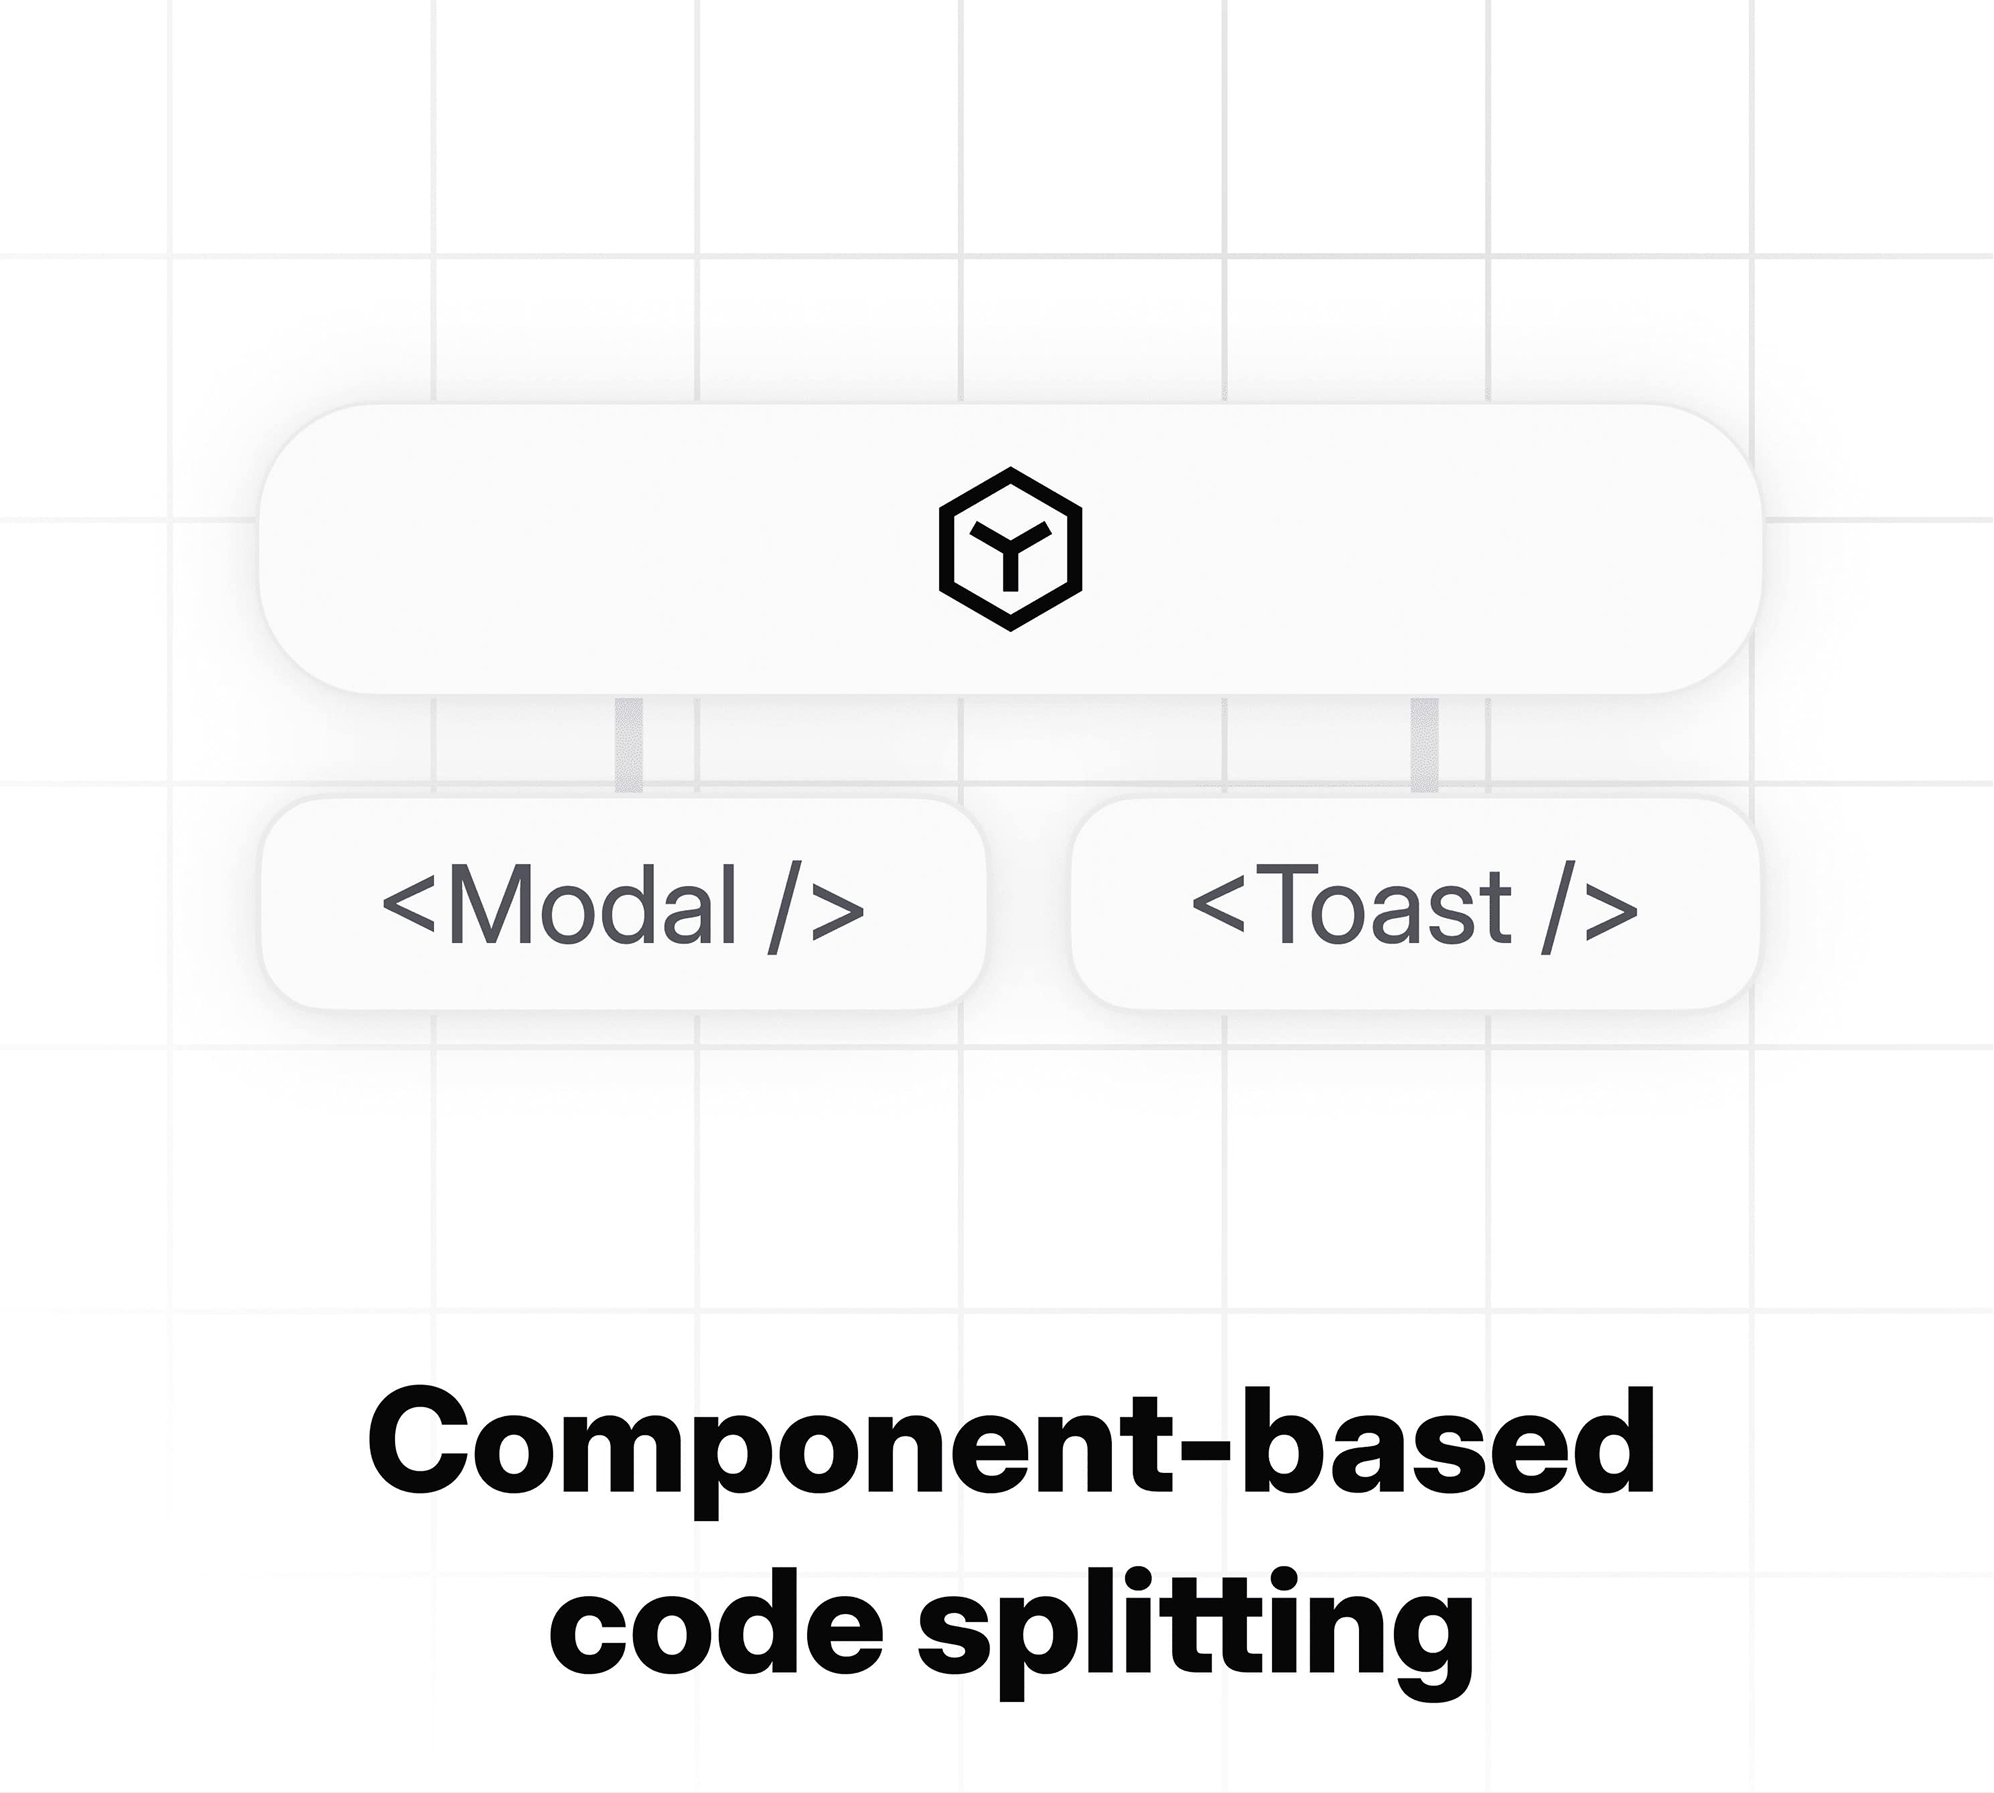 <Modal />
<Toast />
Component-based
code splitting